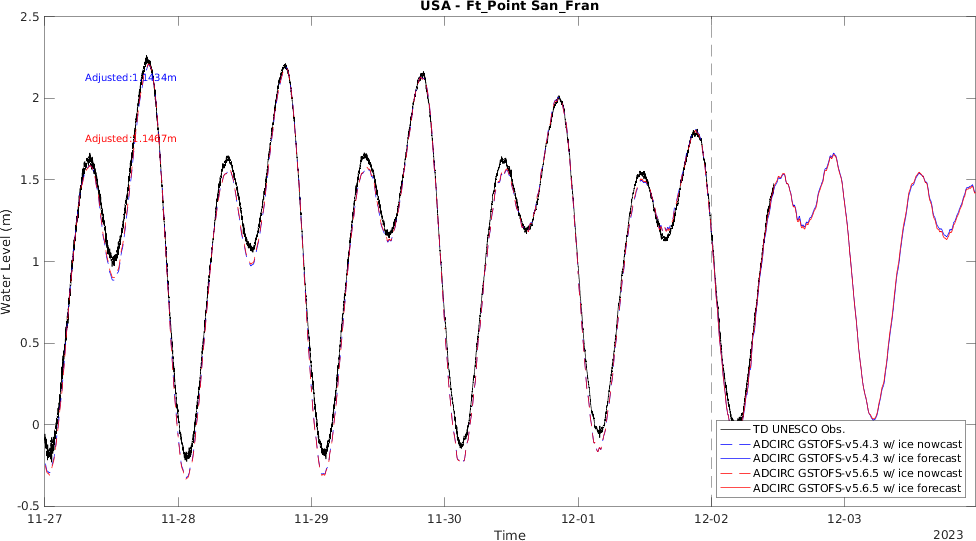 USA - Ft_Point San_Fran
2.5
Adjusted:1.1434m
2
Adjusted:1.1467m
1.5
1
0.5
0
-0.5
Water Level (m)
TD UNESCO Obs.
ADCIRC GSTOFS-v5.4.3 w/ ice nowcast
ADCIRC GSTOFS-v5.4.3 w/ ice forecast
ADCIRC GSTOFS-v5.6.5 w/ ice nowcast
ADCIRC GSTOFS-v5.6.5 w/ ice forecast
11-27 11-28 11-29 11-30 12-01 12-02 12-03
Time
2023